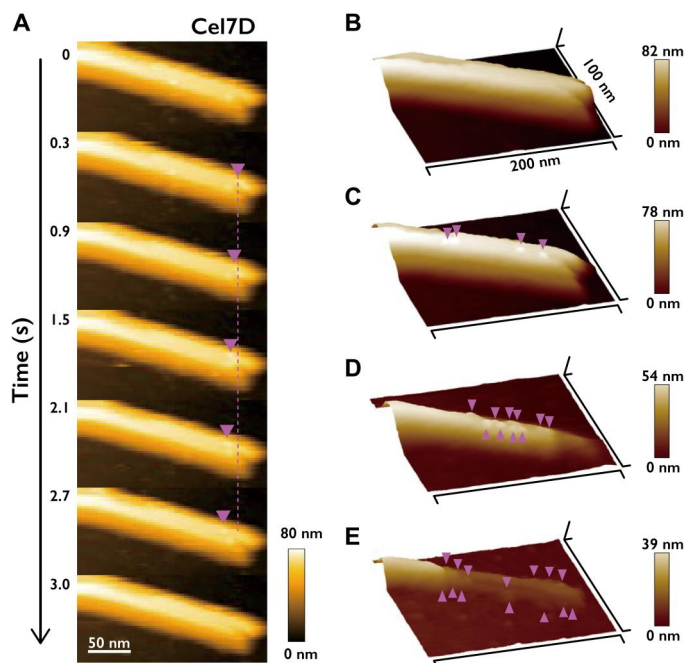 A
Cel7D
Time (s)
0
0.3
0.9
1.5
2.1
2.7
3.0
50 nm
80 nm
0 nm
B
100 nm
200 nm
82 nm
0 nm
C
78 nm
0 nm
D
54 nm
0 nm
E
39 nm
0 nm